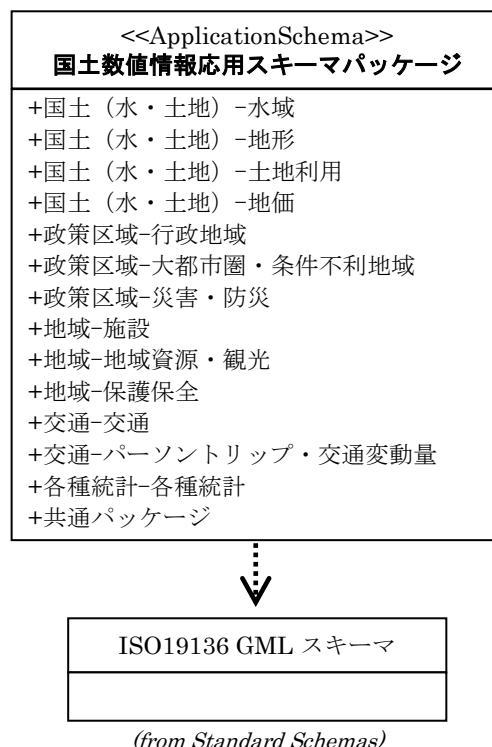 <<ApplicationSchema>>
国土数値情報応用スキーマパッケージ
+国土（水・土地）-水域
+国土（水・土地）-地形
+国土（水・土地）-土地利用
+国土（水・土地）-地価
+政策区域-行政地域
+政策区域-大都市圏・条件不利地域
+政策区域-災害・防災
+地域-施設
+地域-地域資源・観光
+地域-保護保全
+交通-交通
+交通-パーソントリップ・交通変動量
+各種統計-各種統計
+共通パッケージ
ISO19136 GML スキーマ
(from Standard Schemas)